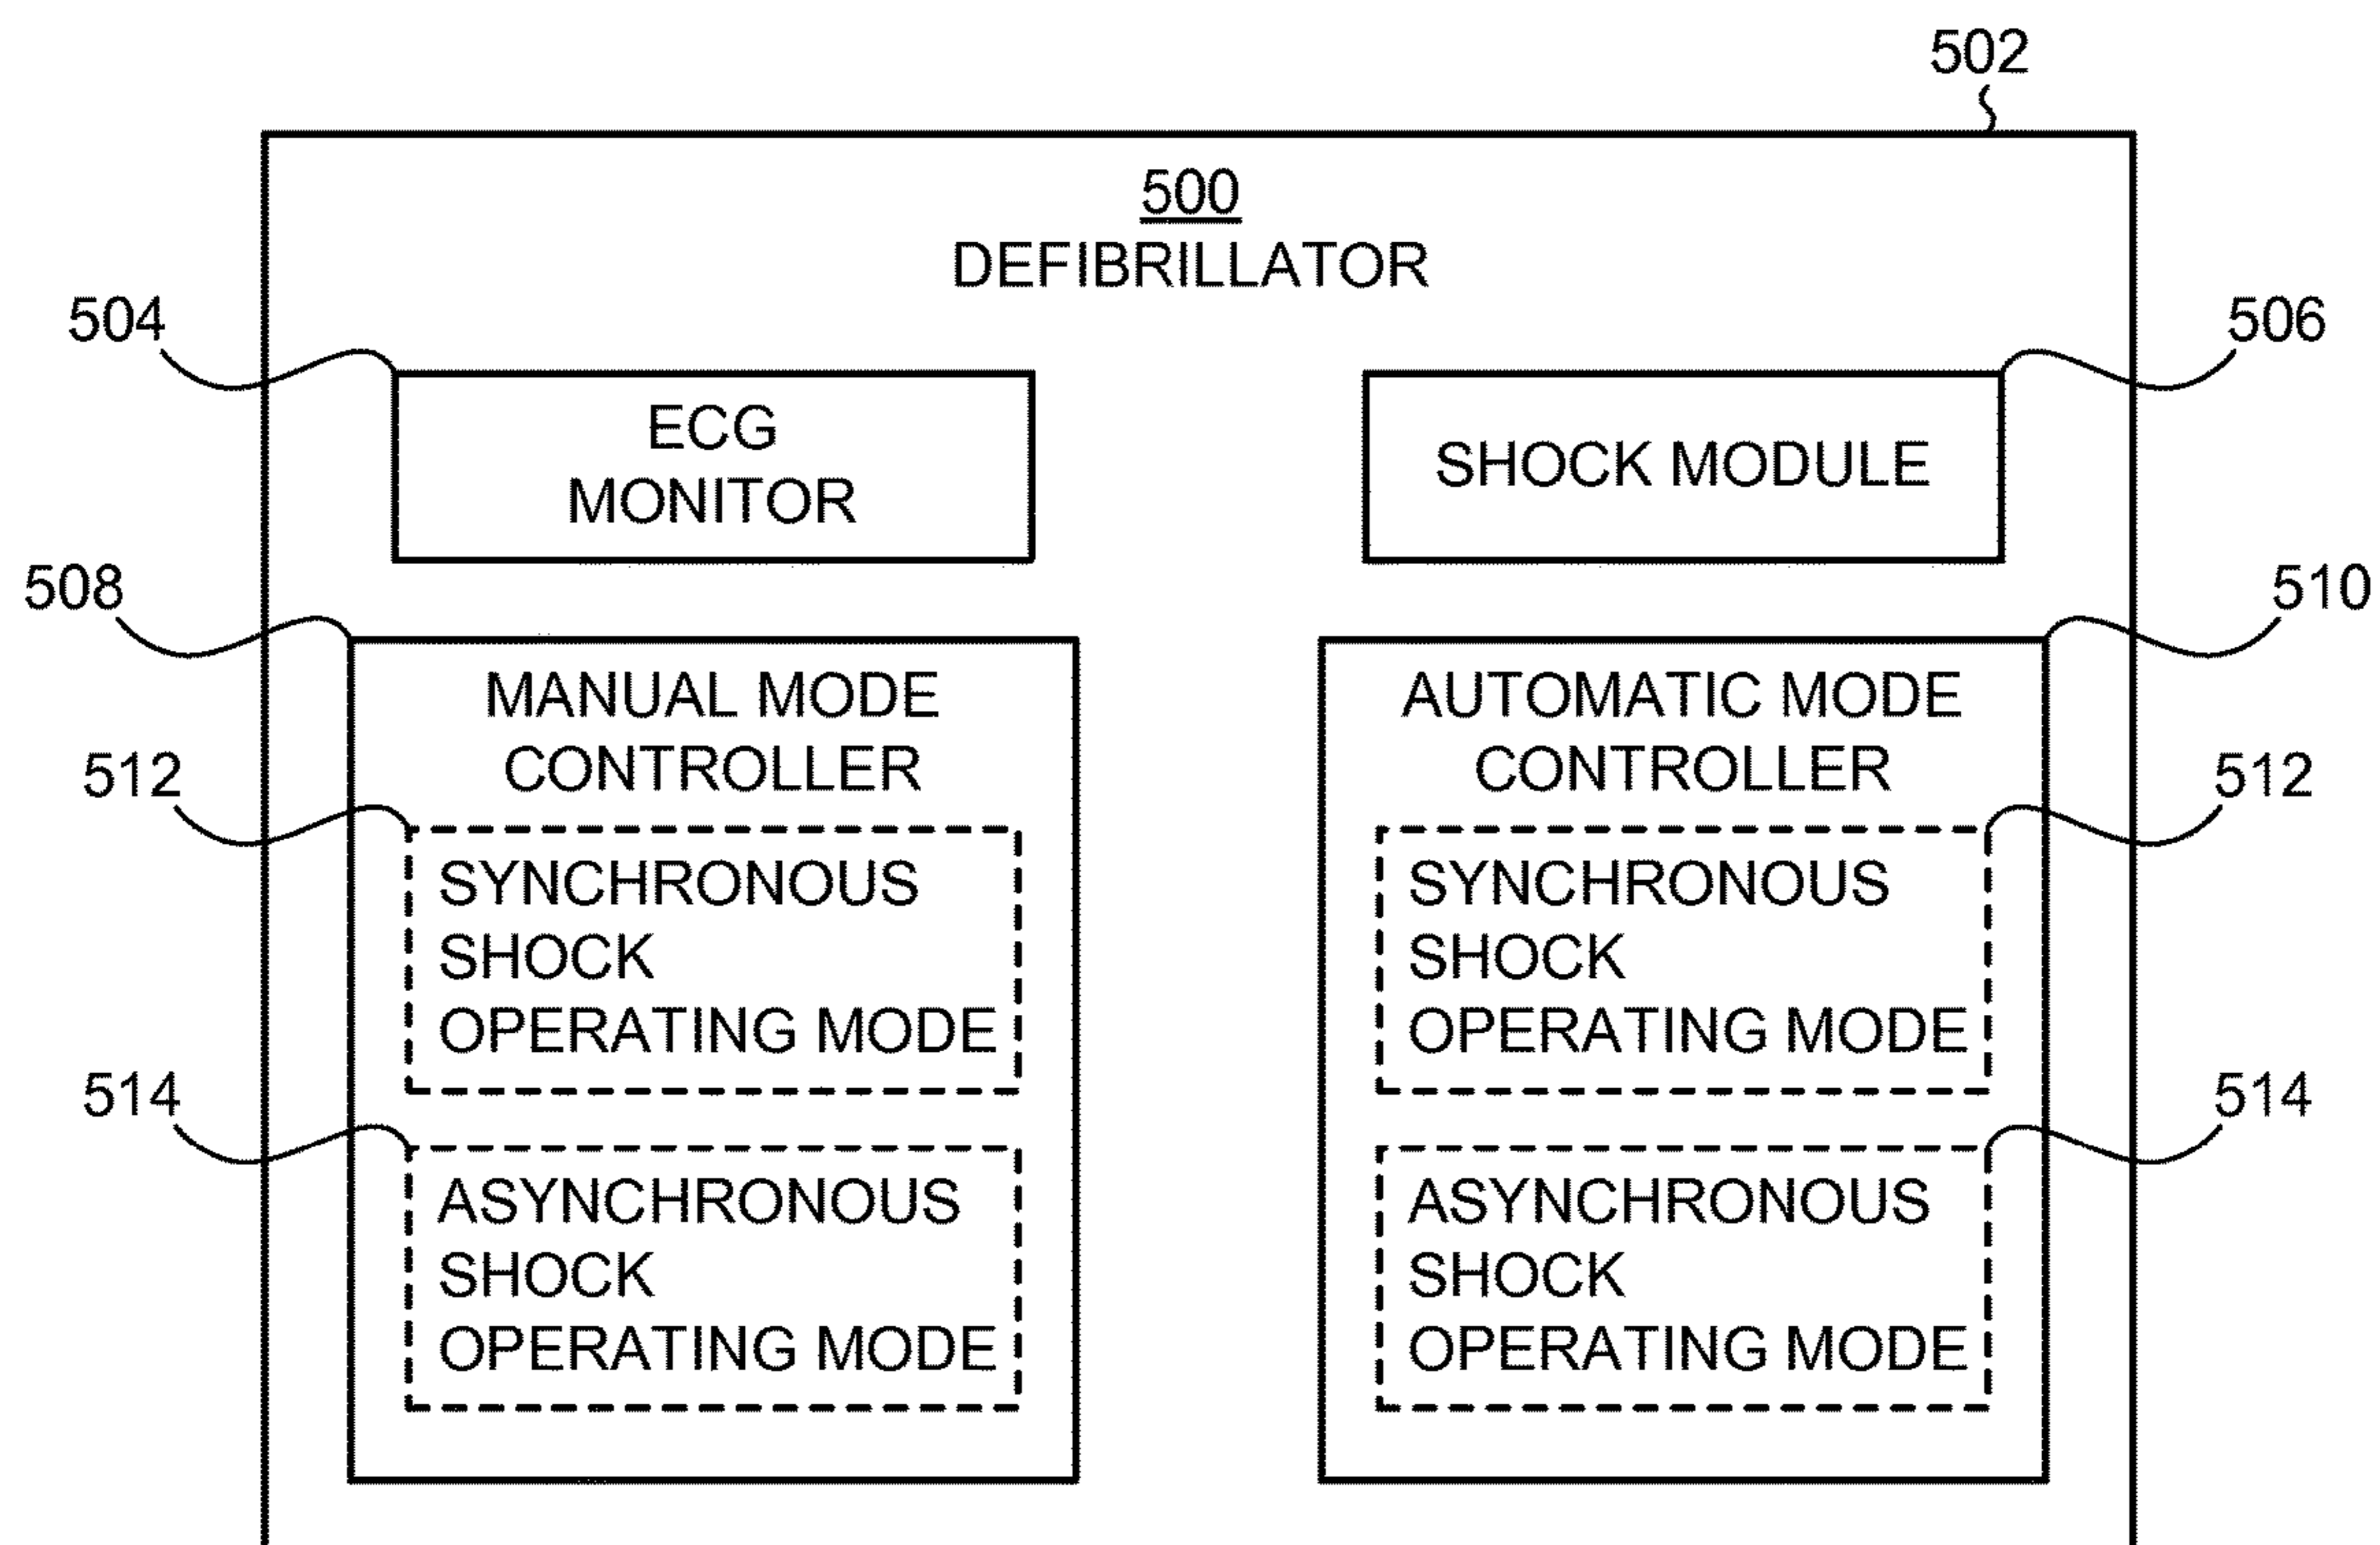 502
500
DEFIBRILLATOR
504
506
ECG
MONITOR
SHOCK MODULE
508
510
MANUAL MODE
CONTROLLER
AUTOMATIC MODE
CONTROLLER
512
512
SYNCHRONOUS
SHOCK
OPERATING MODE
SYNCHRONOUS
SHOCK
OPERATING MODE
514
514
ASYNCHRONOUS
SHOCK
OPERATING MODE
ASYNCHRONOUS
SHOCK
OPERATING MODE